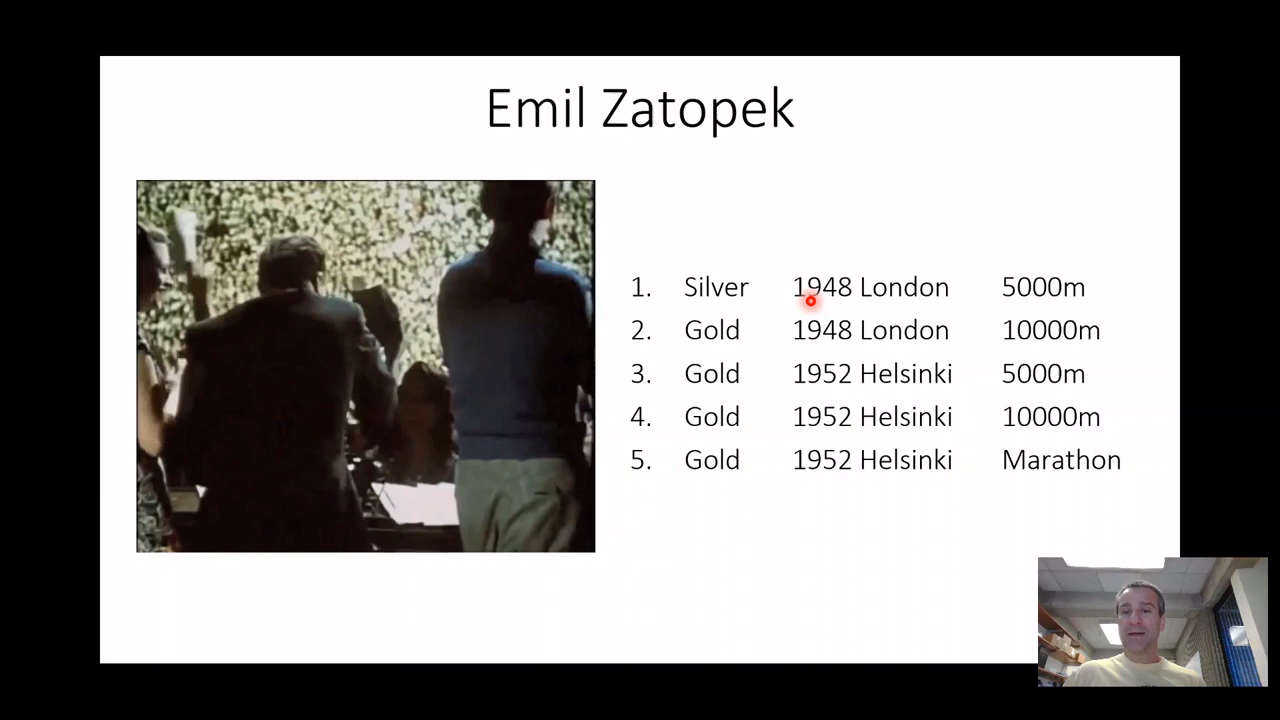 Emil Zatopek
1. Silver 1948 London 5000m
2. Gold 1948 London 10000m
3. Gold 1952 Helsinki 5000m
4. Gold 1952 Helsinki 10000m
5. Gold 1952 Helsinki Marathon